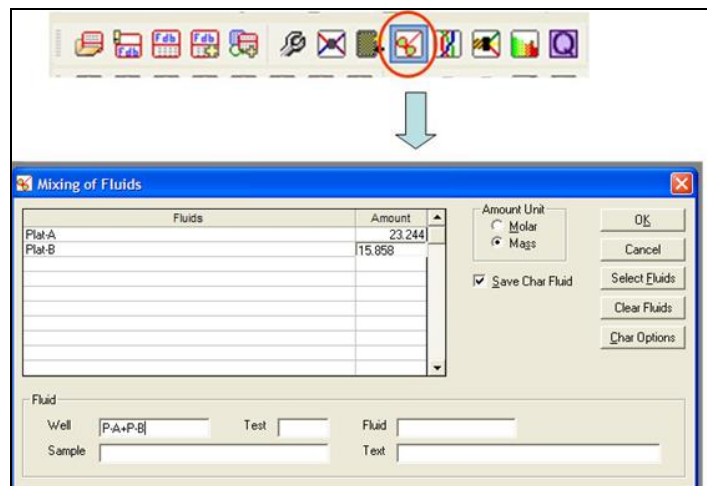 Fdb Fdb Fdb Q
Mixing of Fluids
Fluids Amount
Plat-A 23.244
Plat-B 15.858
Amount Unit
Molar
Mass
Save Char Fluid
OK
Cancel
Select Fluids
Clear Fluids
Char Options
Fluid
Well P-A+P-B Test Fluid
Sample Text